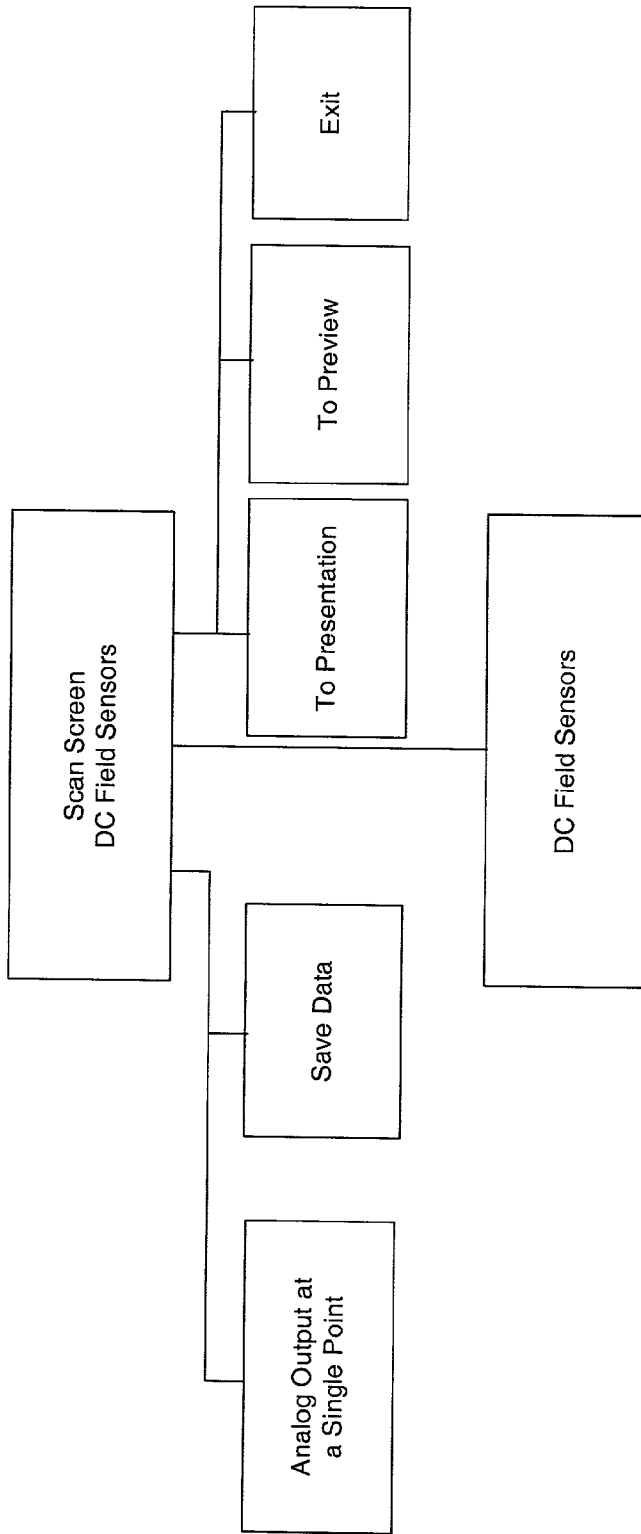 Scan Screen
DC Field Sensors
Analog Output at
a Single Point
Save Data
To Presentation
To Preview
Exit
DC Field Sensors